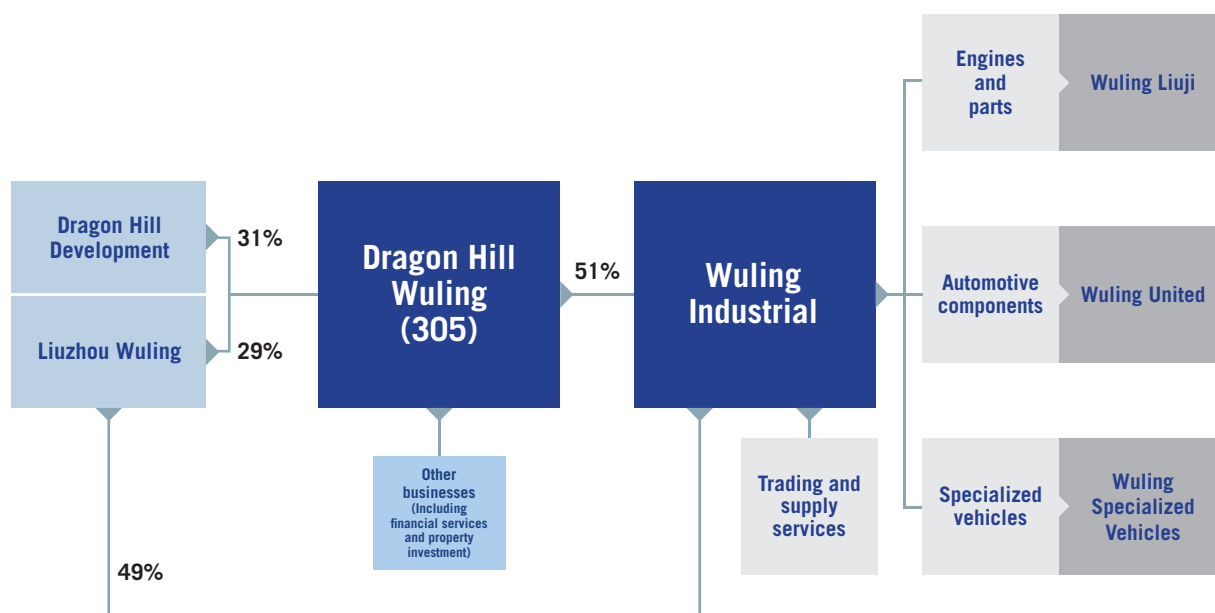 Dragon Hill
Development
31%
Liuzhou Wuling
29%
49%
Dragon Hill
Wuling
(305)
Other
businesses
(Including
financial services
and property
investment)
51%
Wuling
Industrial
Trading and
supply
services
Engines
and
parts
Wuling Liuji
Automotive
components
Wuling United
Specialized
vehicles
Wuling
Specialized
Vehicles